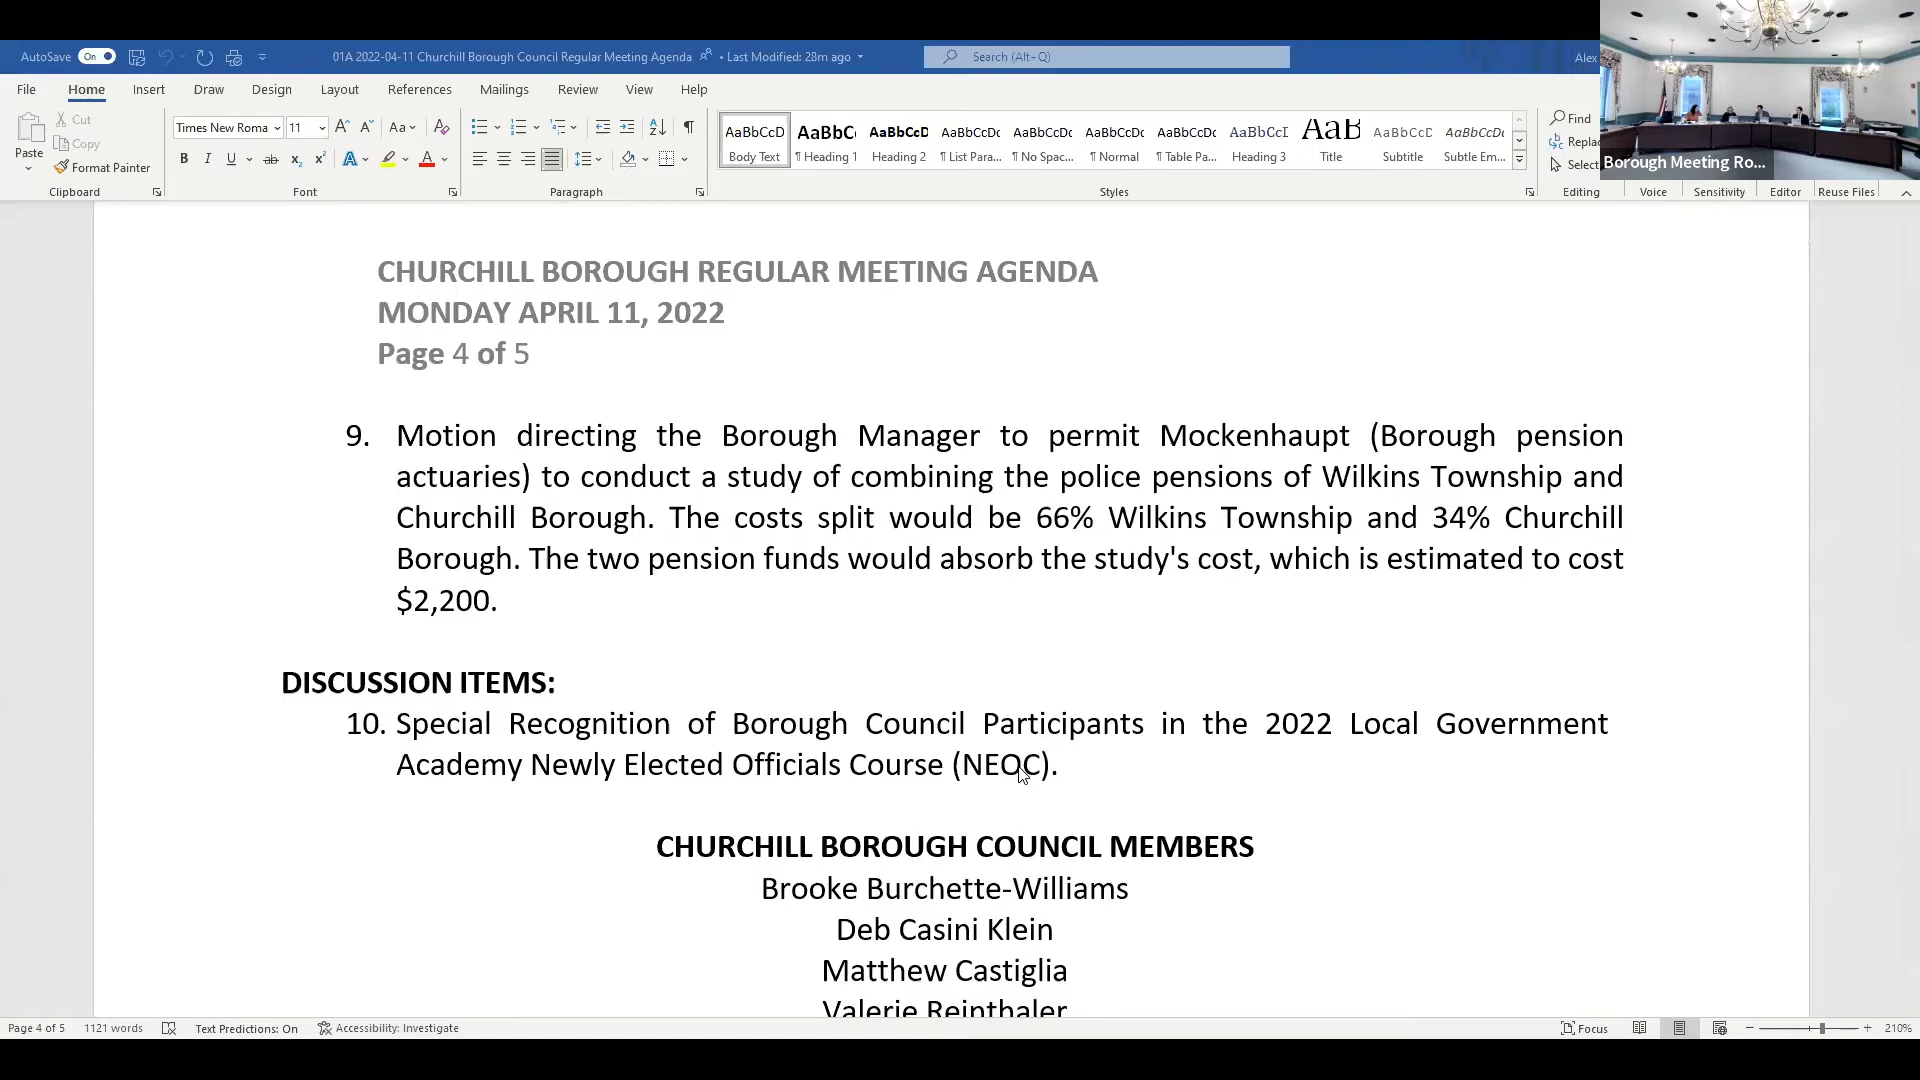 AutoSave On 01A 2022-04-11 Churchill Borough Council Regular Meeting Agenda • Last Modified: 28m ago Search (Alt+Q) Alex
File Home Insert Draw Design Layout References Mailings Review View Help
Paste Cut Copy Format Painter
Times New Roma 11
AaBbCcD AaBbC AaBbCcD AaBbCcDc AaBbCcDc AaBbCcDc AaBbCcDc AaBbCcI AaB AaBbCcD AaBbCcDc
Body Text ¶ Heading 1 Heading 2 ¶ List Para... ¶ No Spac... ¶ Normal ¶ Table Pa... Heading 3 Title Subtitle Subtle Em...
Find
Replac
Select
Borough Meeting Ro...
Clipboard Font Paragraph Styles Editing Voice Sensitivity Editor Reuse Files
CHURCHILL BOROUGH REGULAR MEETING AGENDA
MONDAY APRIL 11, 2022
Page 4 of 5
9. Motion directing the Borough Manager to permit Mockenhaupt (Borough pension
actuaries) to conduct a study of combining the police pensions of Wilkins Township and
Churchill Borough. The costs split would be 66% Wilkins Township and 34% Churchill
Borough. The two pension funds would absorb the study's cost, which is estimated to cost
$2,200.
DISCUSSION ITEMS:
10. Special Recognition of Borough Council Participants in the 2022 Local Government
Academy Newly Elected Officials Course (NEOC).
CHURCHILL BOROUGH COUNCIL MEMBERS
Brooke Burchette-Williams
Deb Casini Klein
Matthew Castiglia
Valerie Reinthaler
Page 4 of 5 1121 words Text Predictions: On Accessibility: Investigate Focus 210%